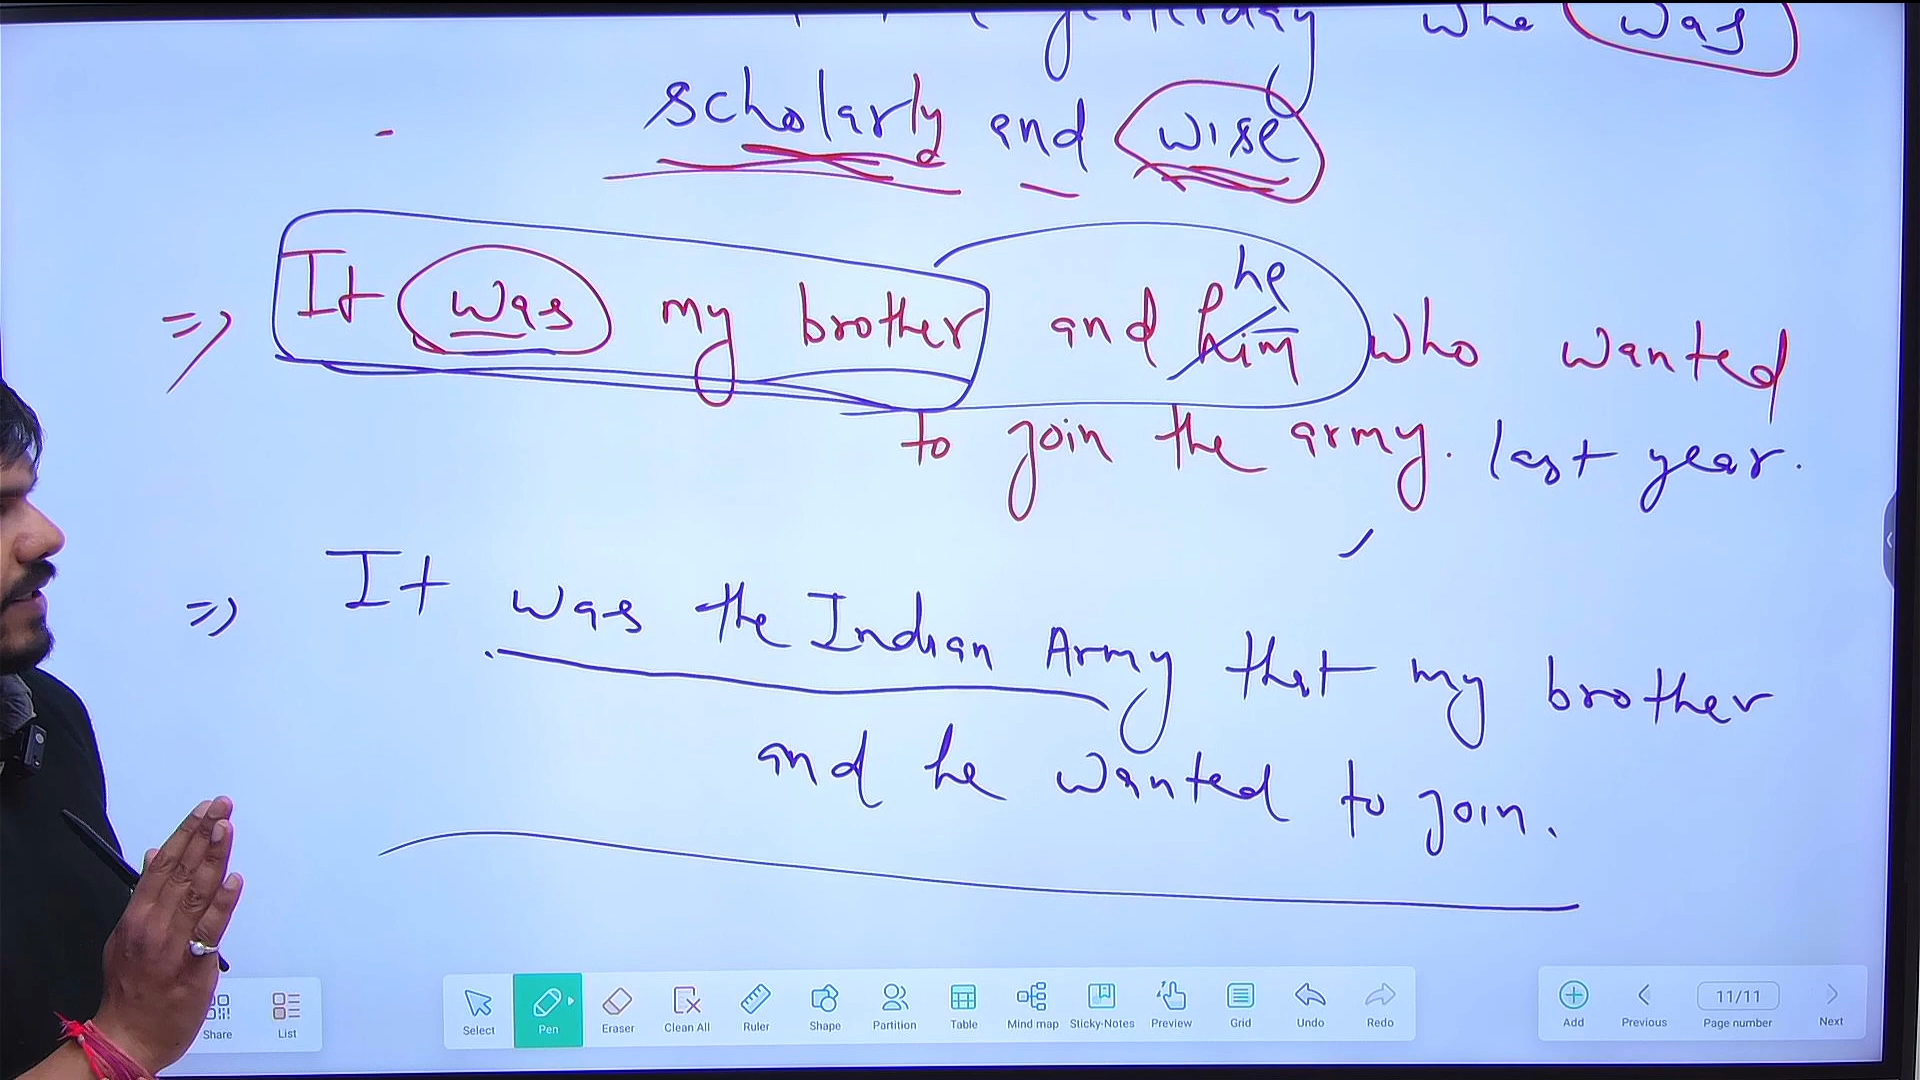 yesterday who was
scholarly and wise
⇒ It was my brother and him he who wanted
to join the army. last year.
⇒ It was the Indian Army that my brother
and he wanted to join.
Share List Select Pen Eraser Clean All Ruler Shape Partition Table Mind map Sticky-Notes Preview Grid Undo Redo Add Previous 11/11 Page number Next